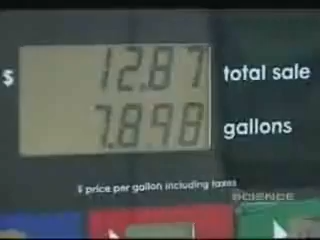 $ 12.87 total sale
7.898 gallons
$ price per gallon including taxes
SCIENCE